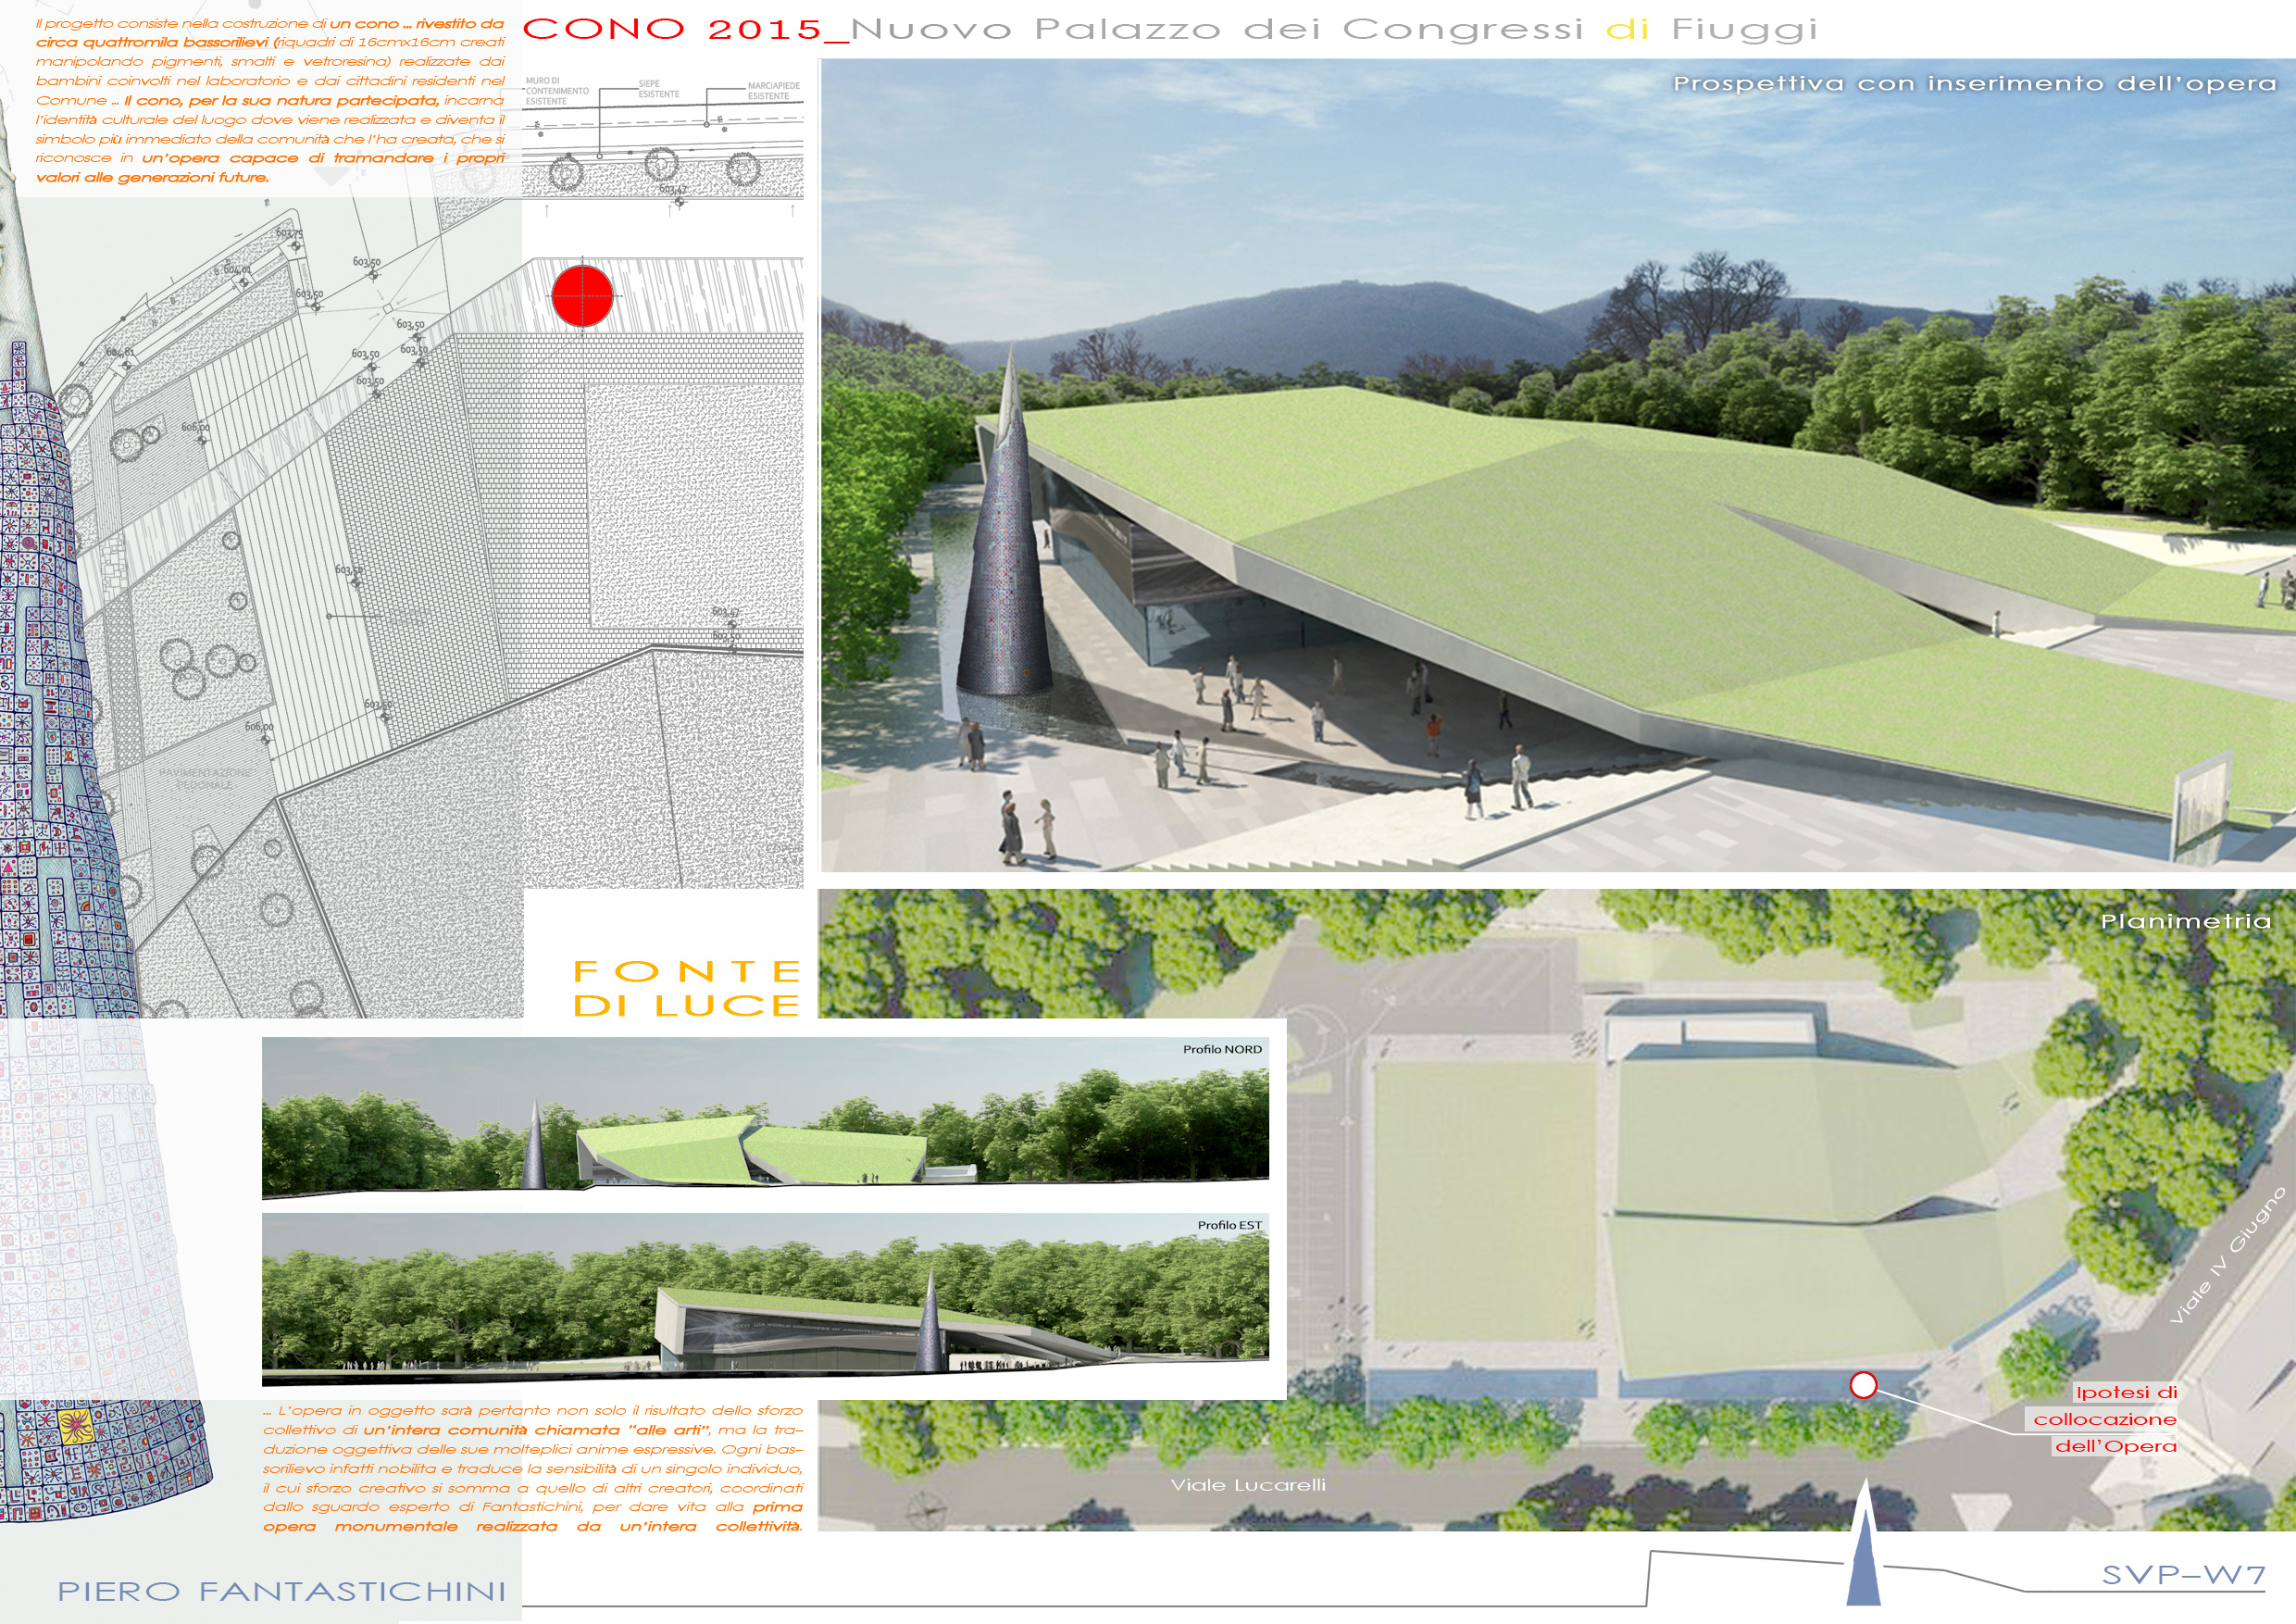 Il progetto consiste nella costruzione di un cono ... rivestito da
circa quattromila bassorilievi (riquadri di 16cmx16cm creati
manipolando pigmenti, smalti e vetroresina) realizzate dai
bambini coinvolti nel laboratorio e dai cittadini residenti nel
Comune ... Il cono, per la sua natura partecipata, incarna
l'identità culturale del luogo dove viene realizzata e diventa il
simbolo più immediato della comunità che l'ha creata, che si
riconosce in un'opera capace di tramandare i propri
valori alle generazioni future.
CONO 2015_Nuovo Palazzo dei Congressi di Fiuggi
MURO DI
CONTENIMENTO
ESISTENTE
SIEPE
ESISTENTE
MARCIAPIEDE
ESISTENTE
603,47
603,75
604,01
603,50
603,50
603,50
603,50
603,50
603,50
604,61
606,00
603,50
603,47
603,50
603,50
606,00
PAVIMENTAZIONE
PEDONALE
Prospettiva con inserimento dell'opera
FONTE
DI LUCE
Planimetria
Profilo NORD
Profilo EST
Viale IV Giugno
Ipotesi di
collocazione
dell'Opera
Viale Lucarelli
... L'opera in oggetto sarà pertanto non solo il risultato dello sforzo
collettivo di un'intera comunità chiamata "alle arti", ma la tra-
duzione oggettiva delle sue molteplici anime espressive. Ogni bas-
sorilievo infatti nobilita e traduce la sensibilità di un singolo individuo,
il cui sforzo creativo si somma a quello di altri creatori, coordinati
dallo sguardo esperto di Fantastichini, per dare vita alla prima
opera monumentale realizzata da un'intera collettività.
PIERO FANTASTICHINI
SVP-W7